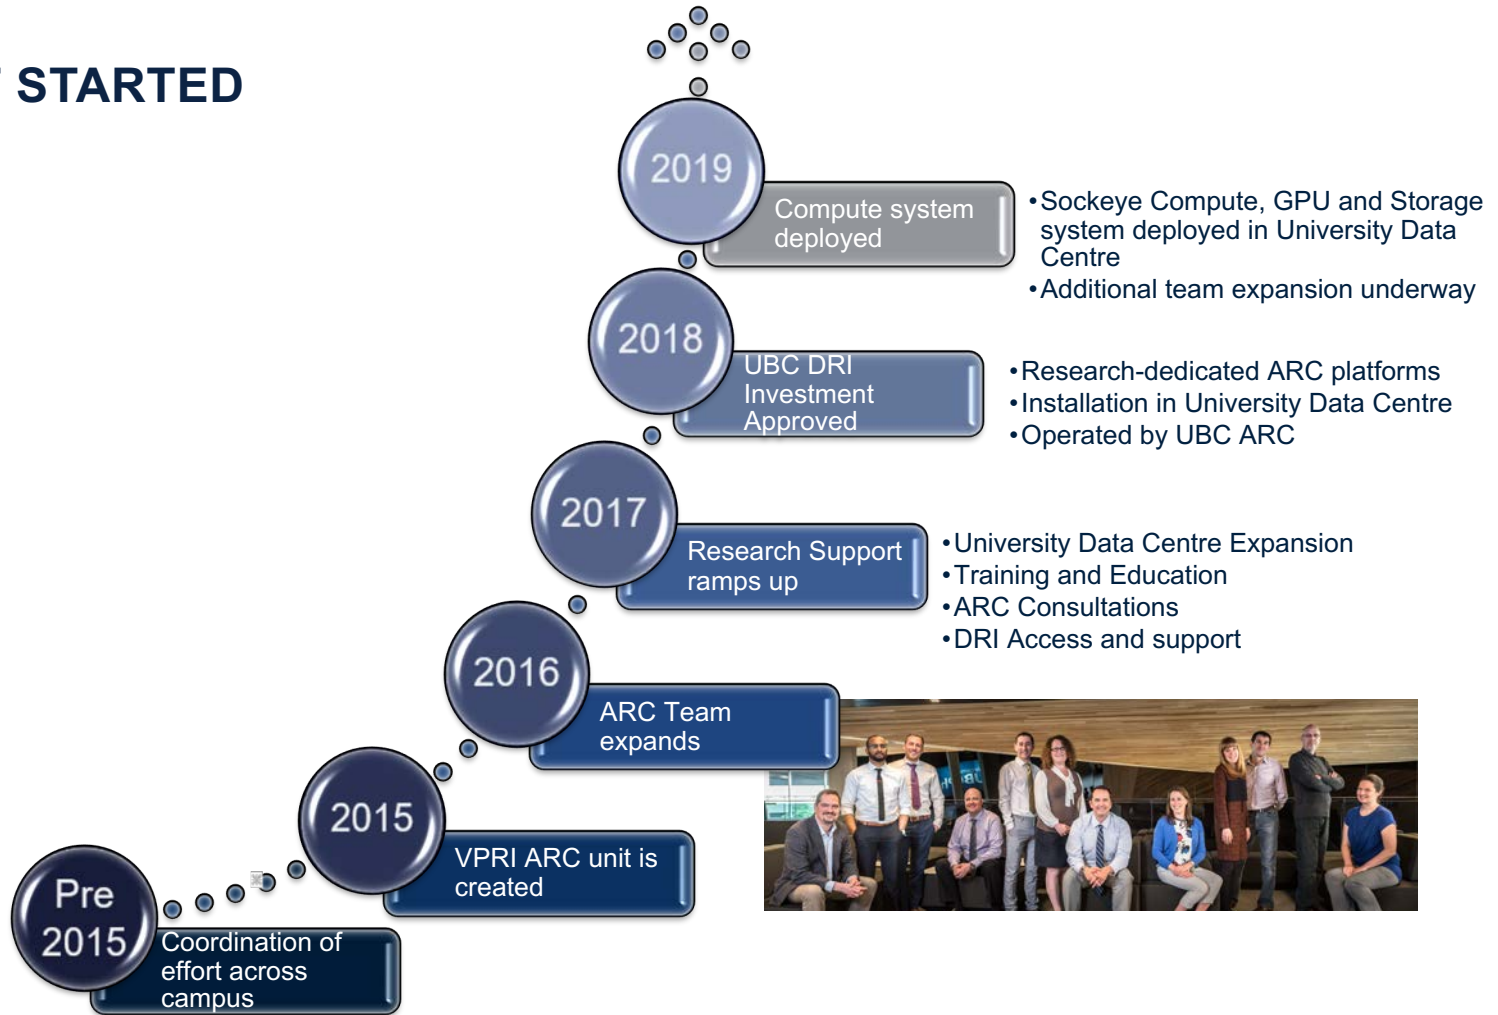 STARTED
2019
Compute system
deployed
•Sockeye Compute, GPU and Storage
system deployed in University Data
Centre
•Additional team expansion underway
2018
UBC DRI
Investment
Approved
•Research-dedicated ARC platforms
•Installation in University Data Centre
•Operated by UBC ARC
2017
Research Support
ramps up
•University Data Centre Expansion
•Training and Education
•ARC Consultations
•DRI Access and support
2016
ARC Team
expands
2015
VPRI ARC unit is
created
Pre
2015
Coordination of
effort across
campus